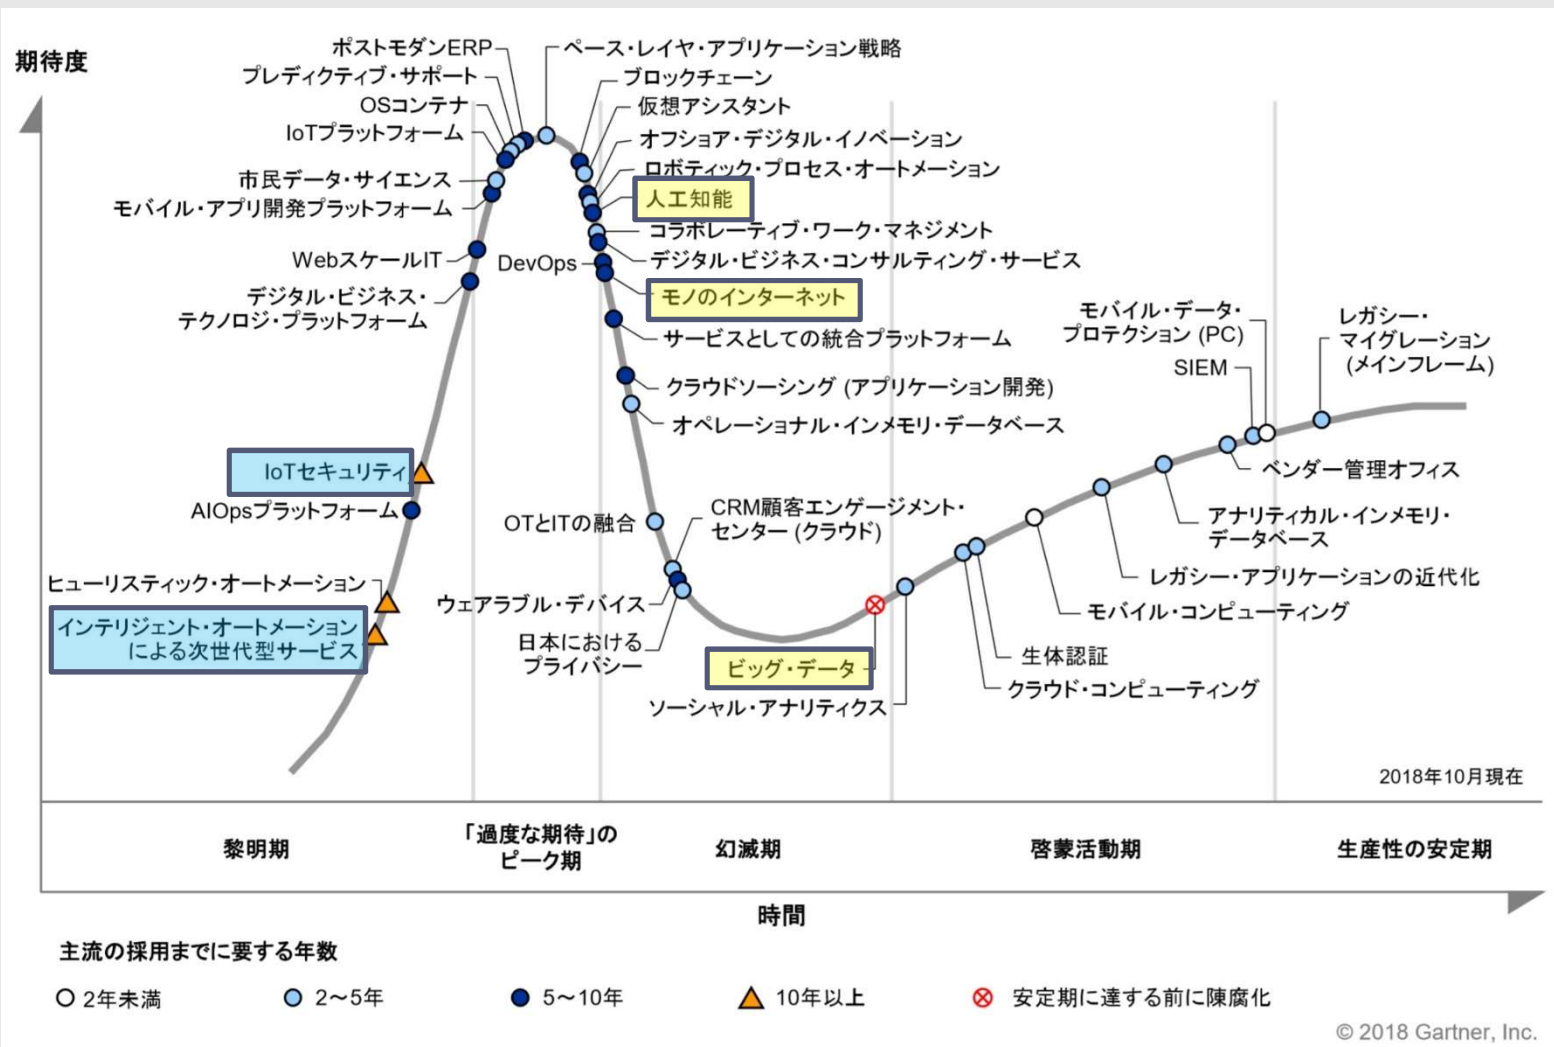 期待度
ポストモダンERP
プレディクティブ・サポート
OSコンテナ
IoTプラットフォーム
市民データ・サイエンス
モバイル・アプリ開発プラットフォーム
WebスケールIT
デジタル・ビジネス・
テクノロジ・プラットフォーム
IoTセキュリティ
AIOpsプラットフォーム
ヒューリスティック・オートメーション
インテリジェント・オートメーション
による次世代型サービス
ペース・レイヤ・アプリケーション戦略
ブロックチェーン
仮想アシスタント
オフショア・デジタル・イノベーション
ロボティック・プロセス・オートメーション
人工知能
コラボレーティブ・ワーク・マネジメント
デジタル・ビジネス・コンサルティング・サービス
DevOps
モノのインターネット
サービスとしての統合プラットフォーム
クラウドソーシング (アプリケーション開発)
オペレーショナル・インメモリ・データベース
OTとITの融合
CRM顧客エンゲージメント・
センター (クラウド)
ウェアラブル・デバイス
日本における
プライバシー
ビッグ・データ
ソーシャル・アナリティクス
モバイル・データ・
プロテクション (PC)
SIEM
レガシー・
マイグレーション
(メインフレーム)
ベンダー管理オフィス
アナリティカル・インメモリ・
データベース
レガシー・アプリケーションの近代化
モバイル・コンピューティング
生体認証
クラウド・コンピューティング
2018年10月現在
黎明期
「過度な期待」の
ピーク期
幻滅期
啓蒙活動期
生産性の安定期
時間
主流の採用までに要する年数
2年未満
2～5年
5～10年
10年以上
安定期に達する前に陳腐化
© 2018 Gartner, Inc.